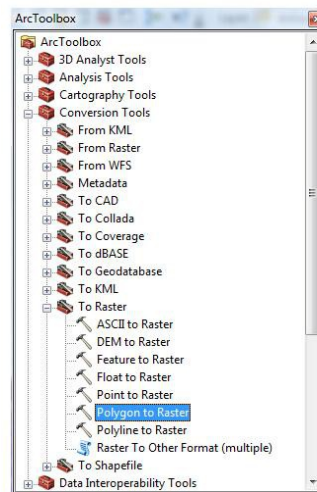 ArcToolbox
ArcToolbox
3D Analyst Tools
Analysis Tools
Cartography Tools
Conversion Tools
From KML
From Raster
From WFS
Metadata
To CAD
To Collada
To Coverage
To dBASE
To Geodatabase
To KML
To Raster
ASCII to Raster
DEM to Raster
Feature to Raster
Float to Raster
Point to Raster
Polygon to Raster
Polyline to Raster
Raster To Other Format (multiple)
To Shapefile
Data Interoperability Tools